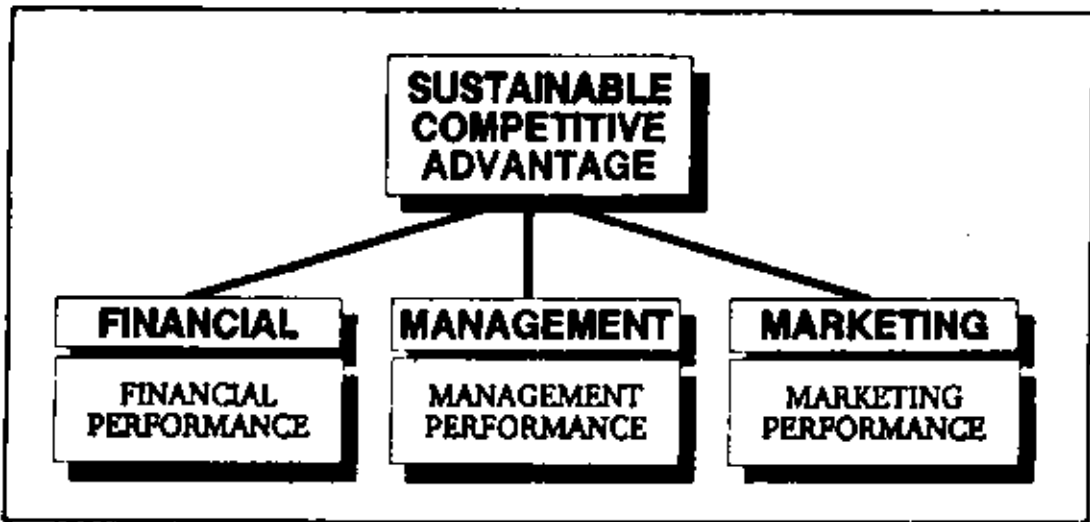 SUSTAINABLE
COMPETITIVE
ADVANTAGE
FINANCIAL
FINANCIAL
PERFORMANCE
MANAGEMENT
MANAGEMENT
PERFORMANCE
MARKETING
MARKETING
PERFORMANCE